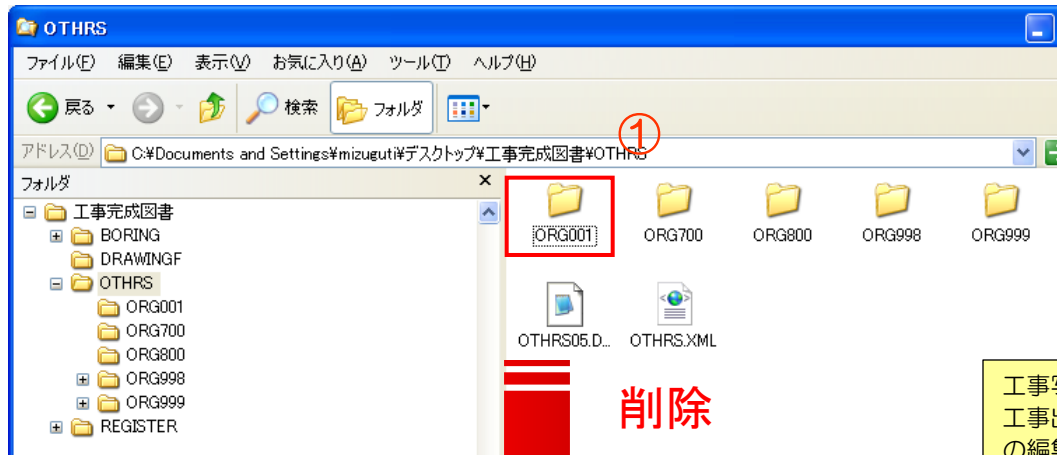 OTHRS
ファイル(F) 編集(E) 表示(V) お気に入り(A) ツール(T) ヘルプ(H)
戻る 検索 フォルダ
①
アドレス(D) C:¥Documents and Settings¥mizuguti¥デスクトップ¥工事完成図書¥OTHRS
フォルダ ×
工事完成図書
BORING
DRAWINGF
OTHRS
ORG001
ORG700
ORG800
ORG998
ORG999
REGISTER
ORG001 ORG700 ORG800 ORG998 ORG999
OTHRS05.D... OTHRS.XML
削除
工事写
工事出
の編集